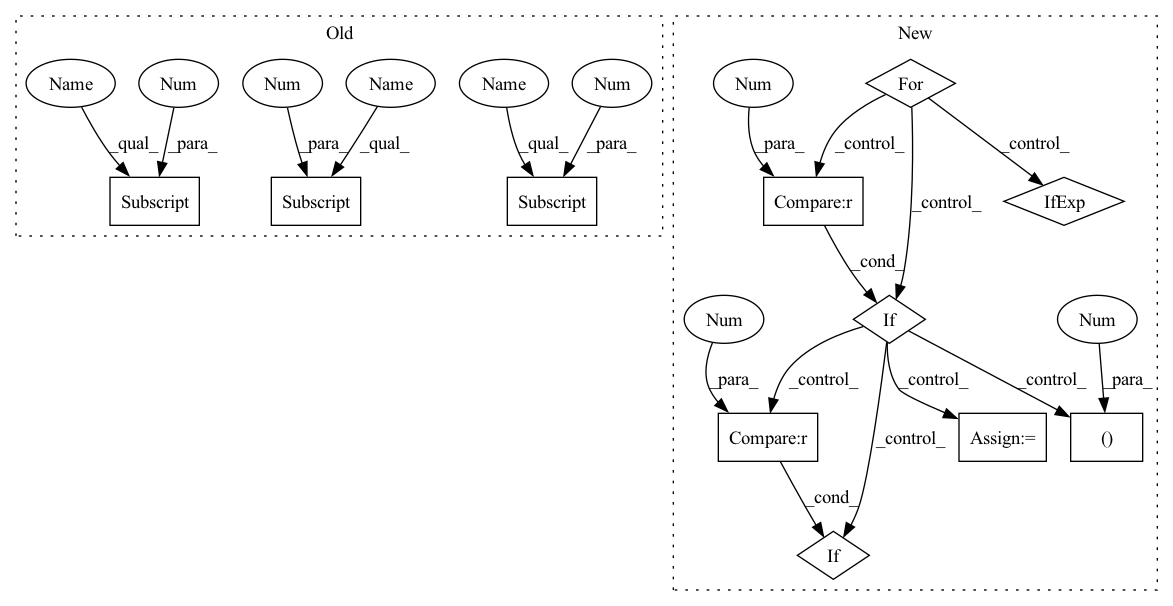 Old
New
Name
Num
Num
Name
Name
Num
Num
For
_qual_
_para_
_para_
_qual_
_qual_
_para_
_para_
_control_
_control_
Subscript
Subscript
Subscript
Compare:r
_control_
IfExp
_cond_
Num
If
Num
_para_
_control_
_control_
_control_
_para_
Compare:r
_control_
Assign:=
()
_cond_
If